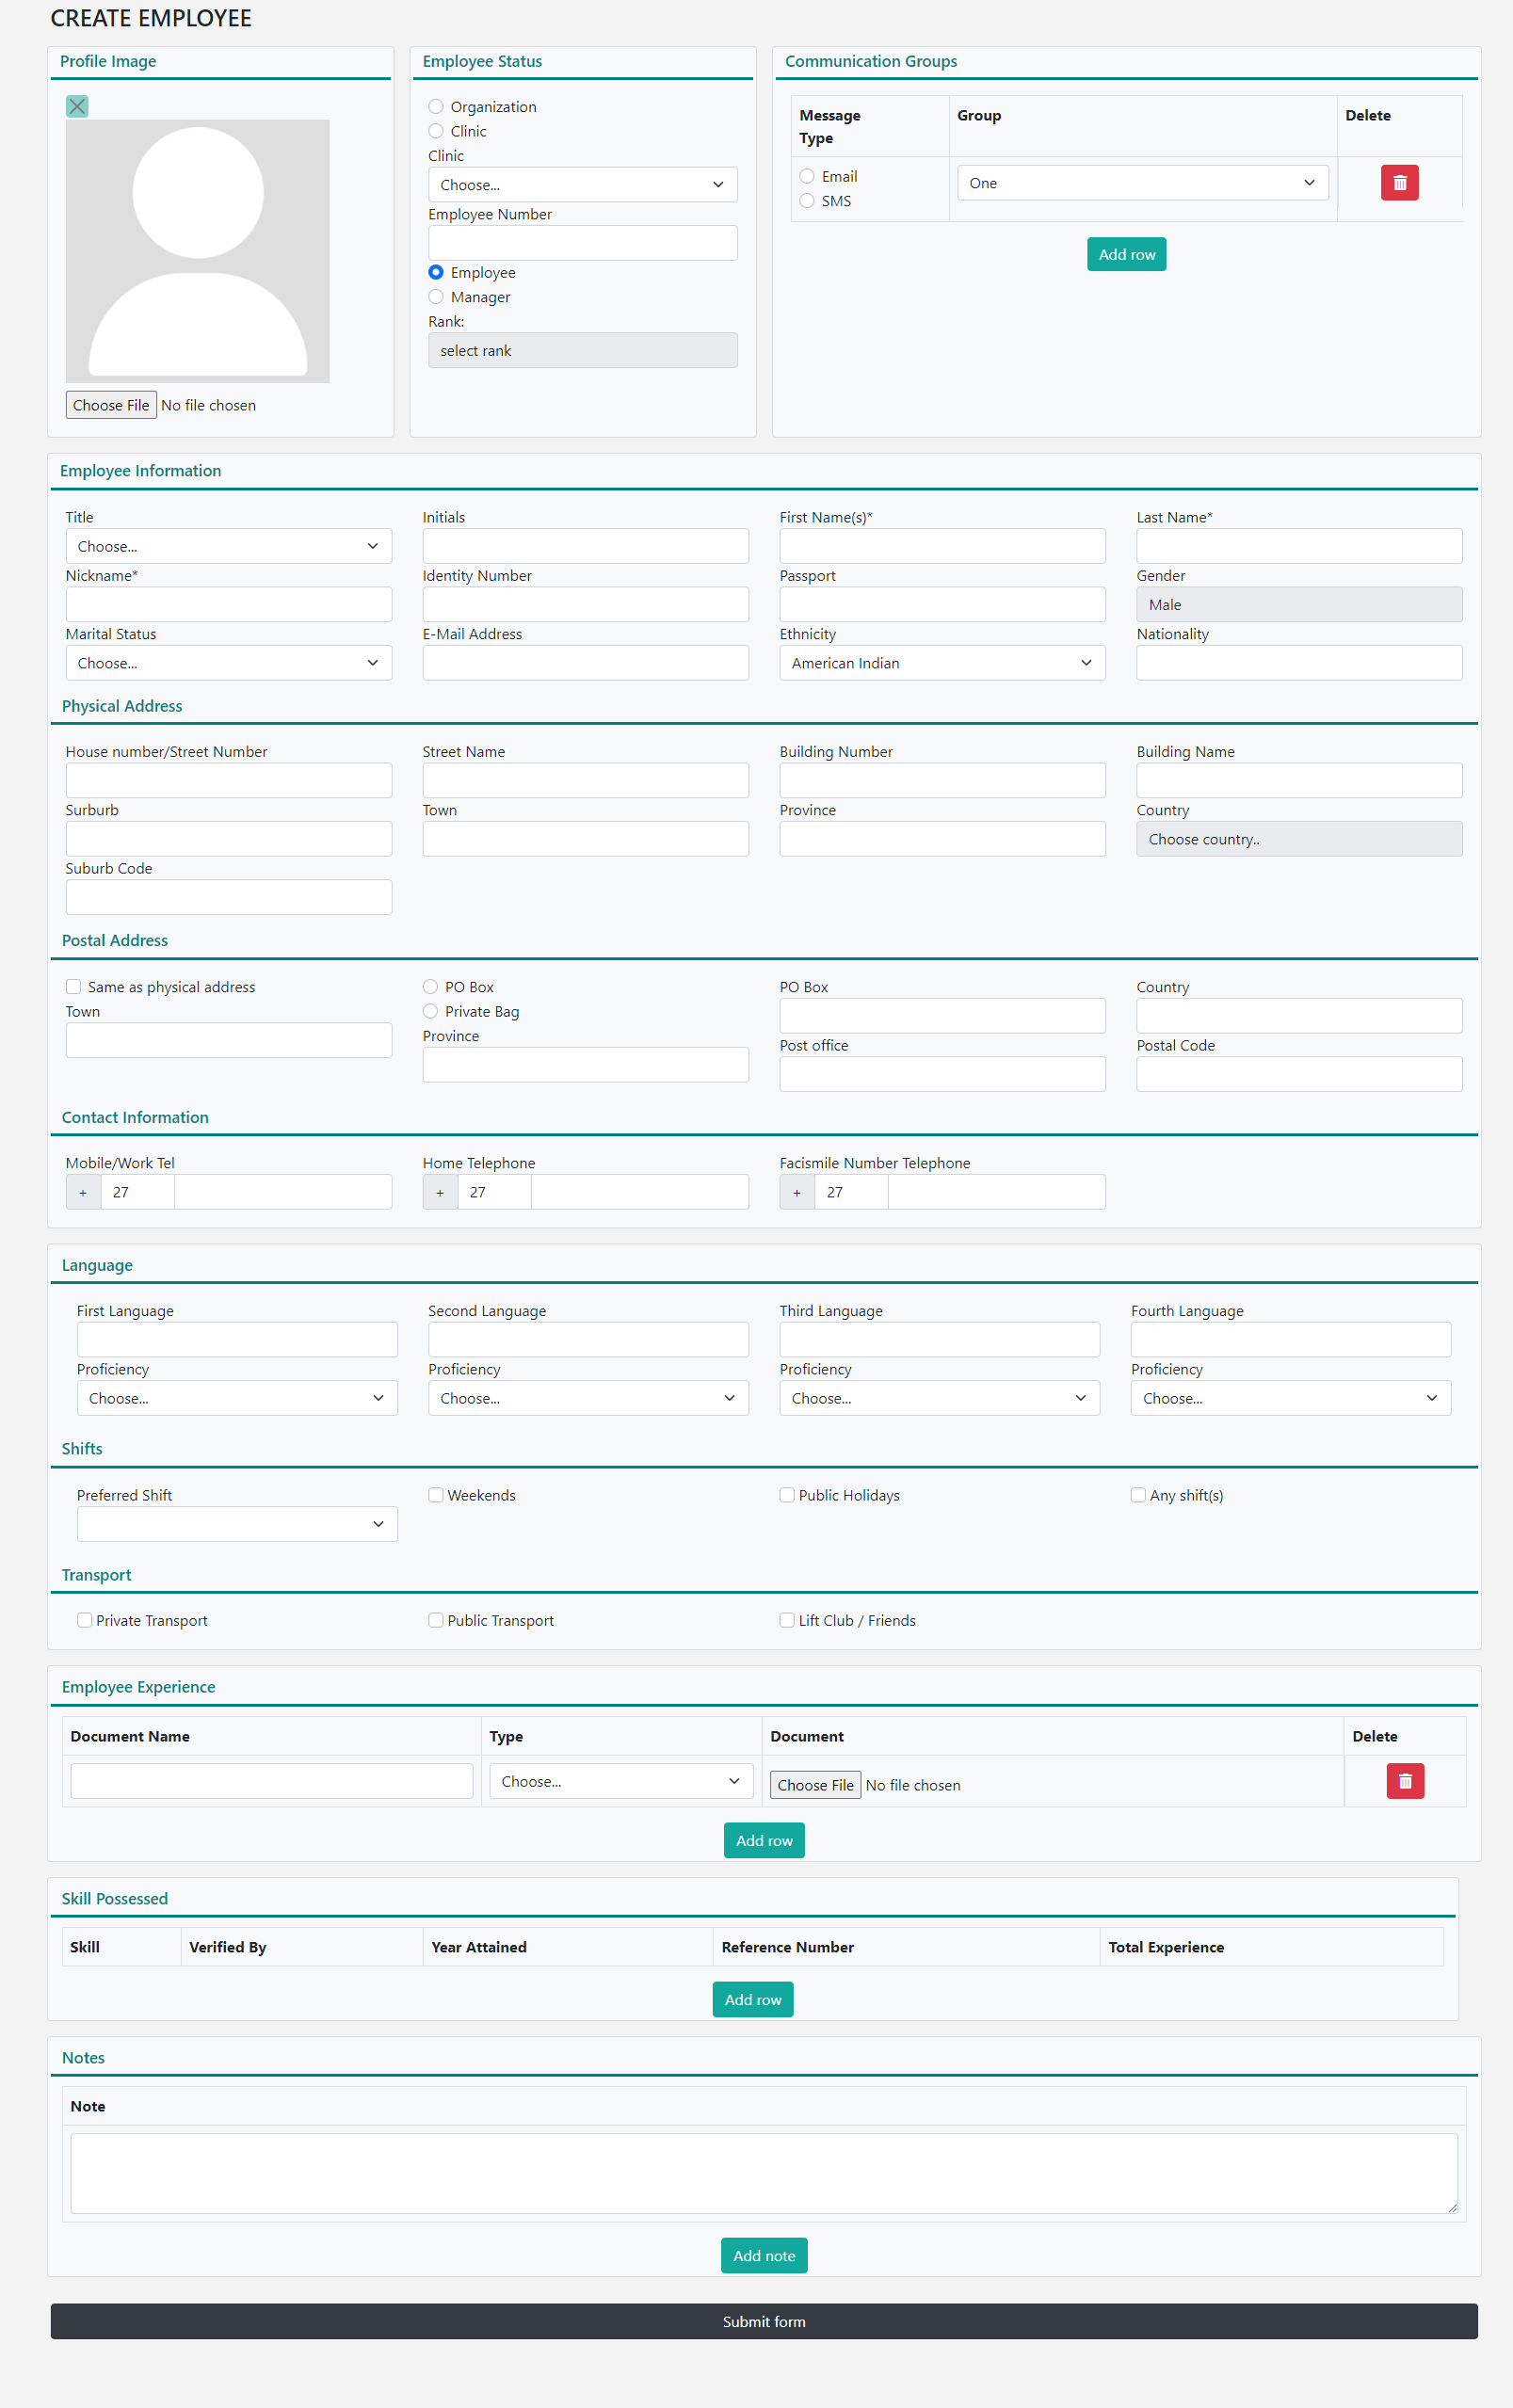 CREATE EMPLOYEE
Profile Image
Choose File No file chosen
Employee Status
Organization
Clinic
Clinic
Choose...
Employee Number
Employee
Manager
Rank:
select rank
Communication Groups
Message Type Group Delete
Email
SMS
One
Add row
Employee Information
Title Initials First Name(s)* Last Name*
Choose...
Nickname* Identity Number Passport Gender
Male
Marital Status E-Mail Address Ethnicity Nationality
Choose... American Indian
Physical Address
House number/Street Number Street Name Building Number Building Name
Surburb Town Province Country
Choose country..
Suburb Code
Postal Address
Same as physical address PO Box PO Box Country
Town Private Bag
Province Post office Postal Code
Contact Information
Mobile/Work Tel Home Telephone Facismile Number Telephone
+ 27 + 27 + 27
Language
First Language Second Language Third Language Fourth Language
Proficiency Proficiency Proficiency Proficiency
Choose... Choose... Choose... Choose...
Shifts
Preferred Shift Weekends Public Holidays Any shift(s)
Transport
Private Transport Public Transport Lift Club / Friends
Employee Experience
Document Name Type Document Delete
Choose... Choose File No file chosen
Add row
Skill Possessed
Skill Verified By Year Attained Reference Number Total Experience
Add row
Notes
Note
Add note
Submit form